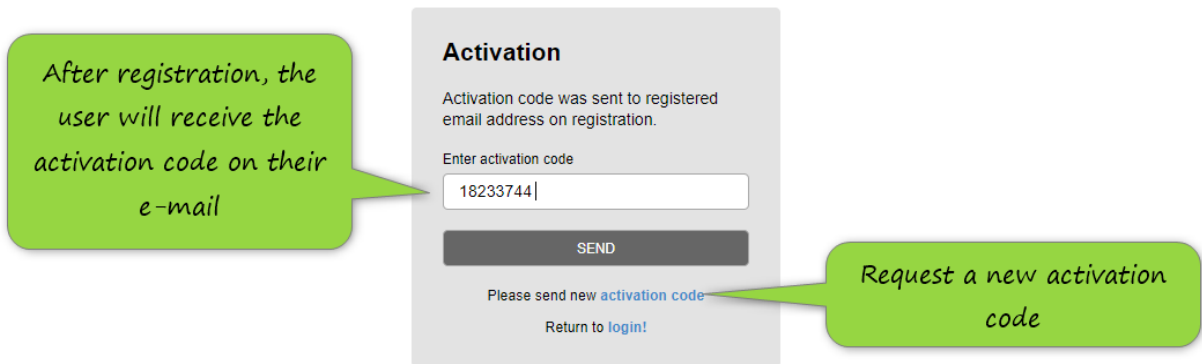 After registration, the
user will receive the
activation code on their
e-mail
Activation
Activation code was sent to registered
email address on registration.
Enter activation code
18233744
SEND
Please send new activation code
Return to login!
Request a new activation
code